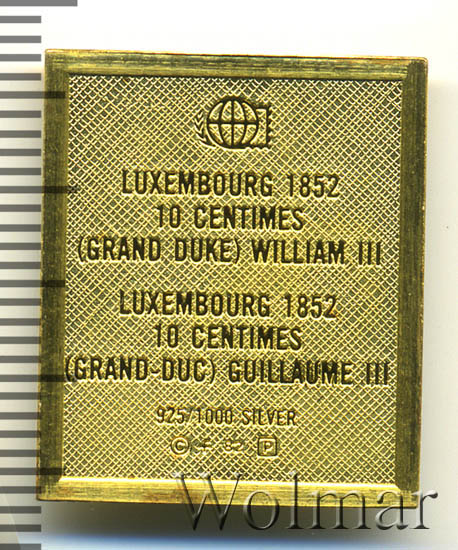 LUXEMBOURG 1852
10 CENTIMES
(GRAND DUKE) WILLIAM III
LUXEMBOURG 1852
10 CENTIMES
(GRAND-DUC) GUILLAUME III
925/1000 SILVER
© P
Wolmar